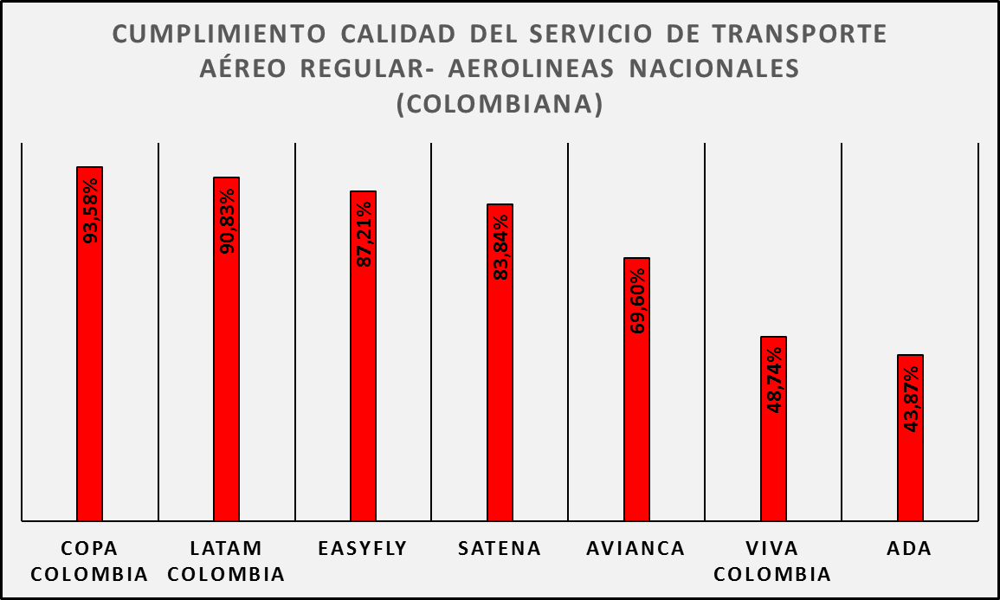 CUMPLIMIENTO CALIDAD DEL SERVICIO DE TRANSPORTE
AÉREO REGULAR- AEROLINEAS NACIONALES
(COLOMBIANA)
93,58%
90,83%
87,21%
83,84%
69,60%
48,74%
43,87%
COPA
COLOMBIA
LATAM
COLOMBIA
EASYFLY
SATENA
AVIANCA
VIVA
COLOMBIA
ADA